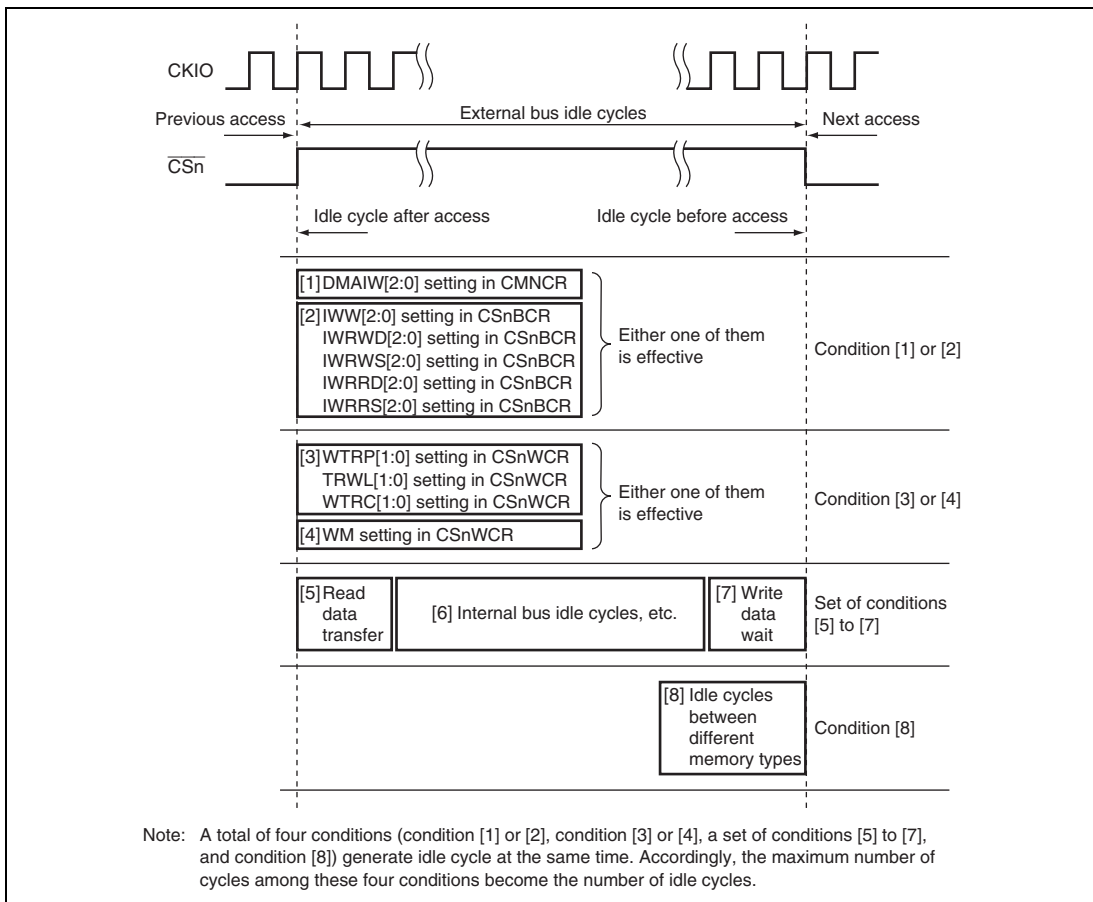 CKIO
Previous access
External bus idle cycles
Next access
CSn
Idle cycle after access
Idle cycle before access
[1]DMAIW[2:0] setting in CMNCR
[2]IWW[2:0] setting in CSnBCR
IWRWD[2:0] setting in CSnBCR
IWRWS[2:0] setting in CSnBCR
IWRRD[2:0] setting in CSnBCR
IWRRS[2:0] setting in CSnBCR
Either one of them
is effective
Condition [1] or [2]
[3]WTRP[1:0] setting in CSnWCR
TRWL[1:0] setting in CSnWCR
WTRC[1:0] setting in CSnWCR
[4]WM setting in CSnWCR
Either one of them
is effective
Condition [3] or [4]
[5]Read
data
transfer
[6] Internal bus idle cycles, etc.
[7] Write
data
wait
Set of conditions
[5] to [7]
[8] Idle cycles
between
different
memory types
Condition [8]
Note: A total of four conditions (condition [1] or [2], condition [3] or [4], a set of conditions [5] to [7],
and condition [8]) generate idle cycle at the same time. Accordingly, the maximum number of
cycles among these four conditions become the number of idle cycles.